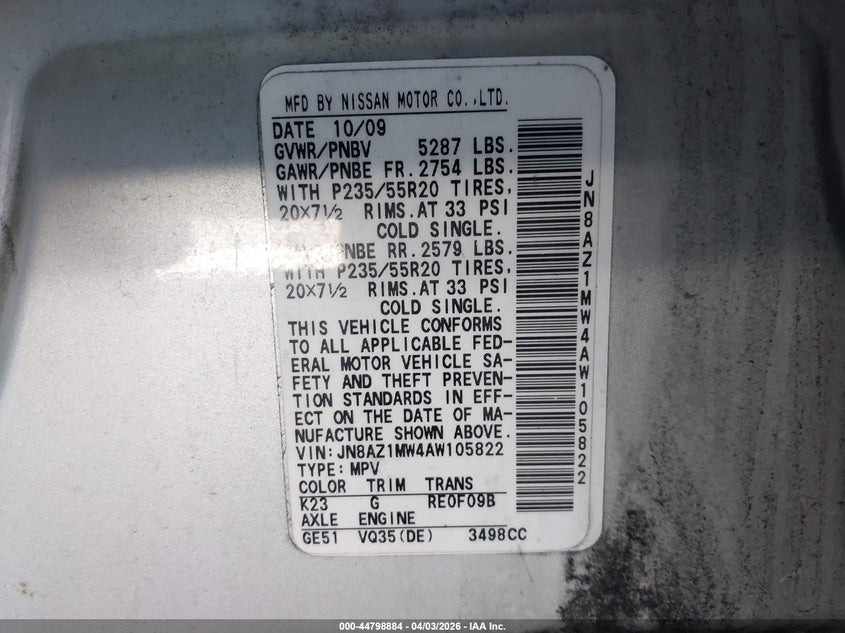 MFD BY NISSAN MOTOR CO.,LTD.
DATE 10/09
GVWR/PNBV 5287 LBS.
GAWR/PNBE FR. 2754 LBS.
WITH P235/55R20 TIRES,
20X7½ RIMS.AT 33 PSI
COLD SINGLE.
RR. 2579 LBS.
WITH P235/55R20 TIRES,
20X7½ RIMS.AT 33 PSI
COLD SINGLE.
THIS VEHICLE CONFORMS
TO ALL APPLICABLE FED-
ERAL MOTOR VEHICLE SA-
FETY AND THEFT PREVEN-
TION STANDARDS IN EFF-
ECT ON THE DATE OF MA-
NUFACTURE SHOWN ABOVE.
VIN:JN8AZ1MW4AW105822
TYPE:MPV
COLOR TRIM TRANS
K23 G RE0F09B
AXLE ENGINE
GE51 VQ35(DE) 3498CC
JN8AZ1MW4AW105822
000-44798884 - 04/03/2026 - IAA Inc.